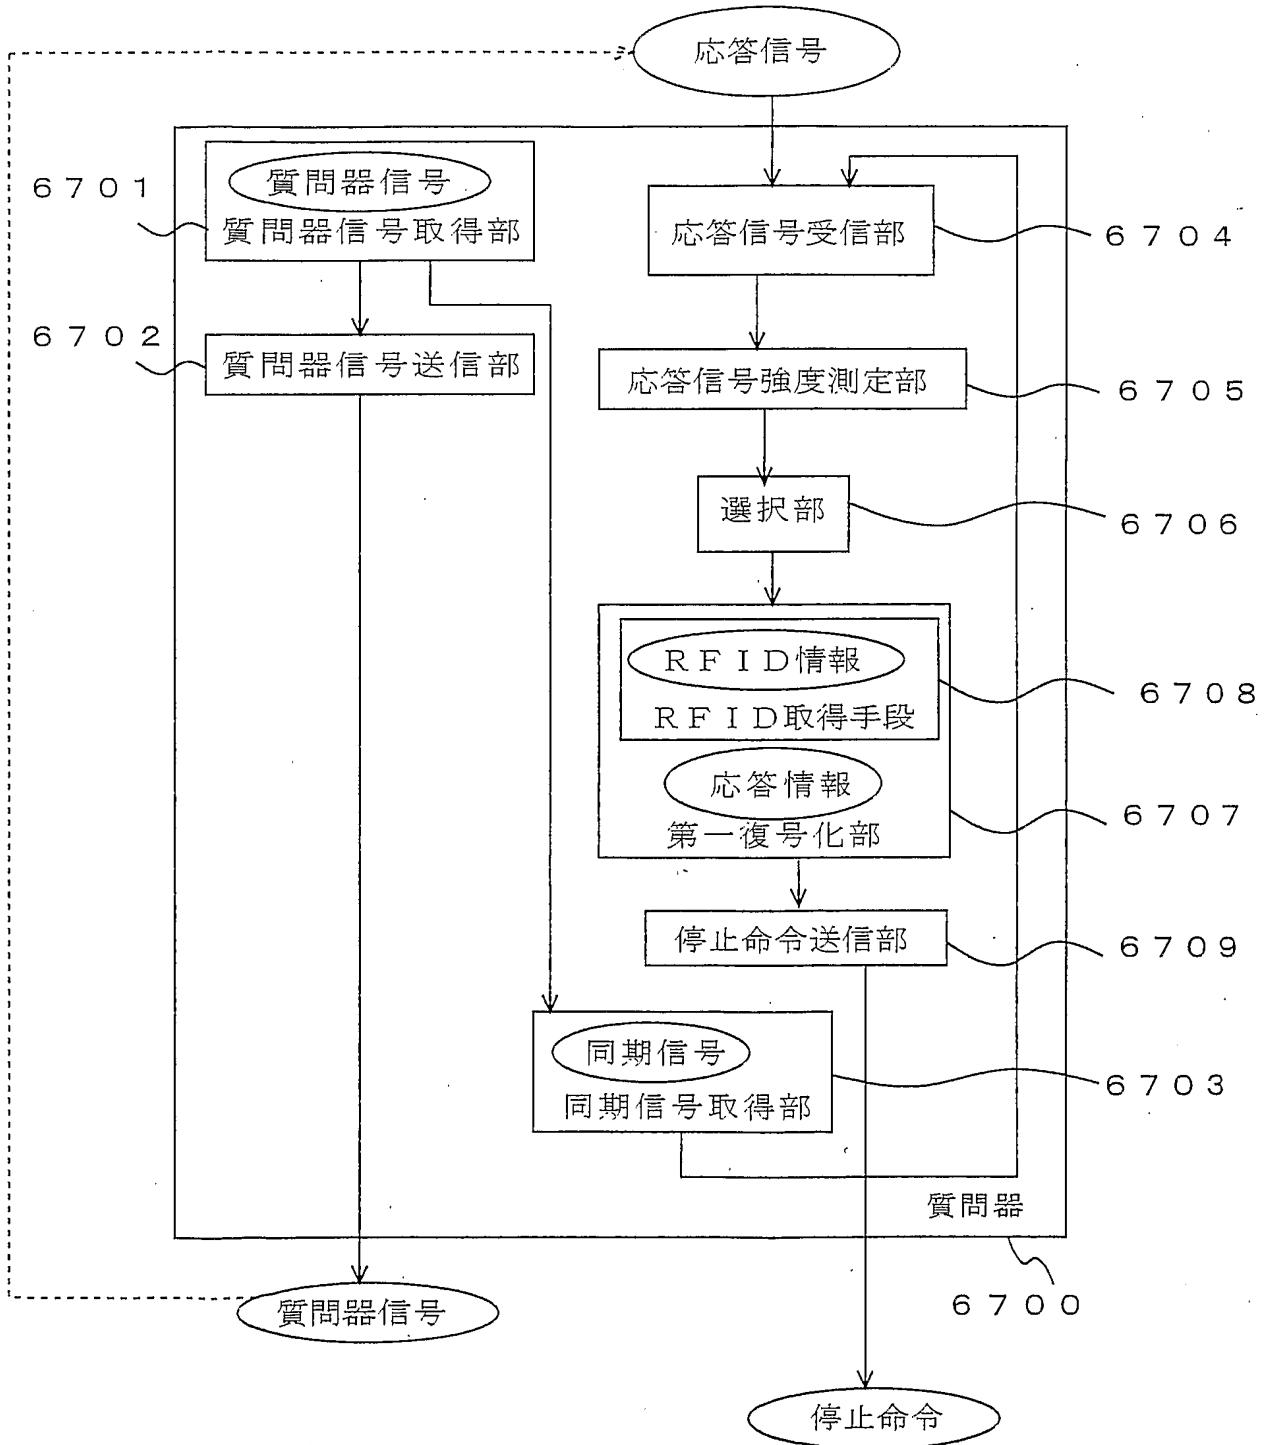 応答信号
６７０１
質問器信号
質問器信号取得部
６７０２
質問器信号送信部
応答信号受信部
６７０４
応答信号強度測定部
６７０５
選択部
６７０６
ＲＦＩＤ情報
ＲＦＩＤ取得手段
６７０８
応答情報
第一復号化部
６７０７
停止命令送信部
６７０９
同期信号
同期信号取得部
６７０３
質問器
６７００
質問器信号
停止命令